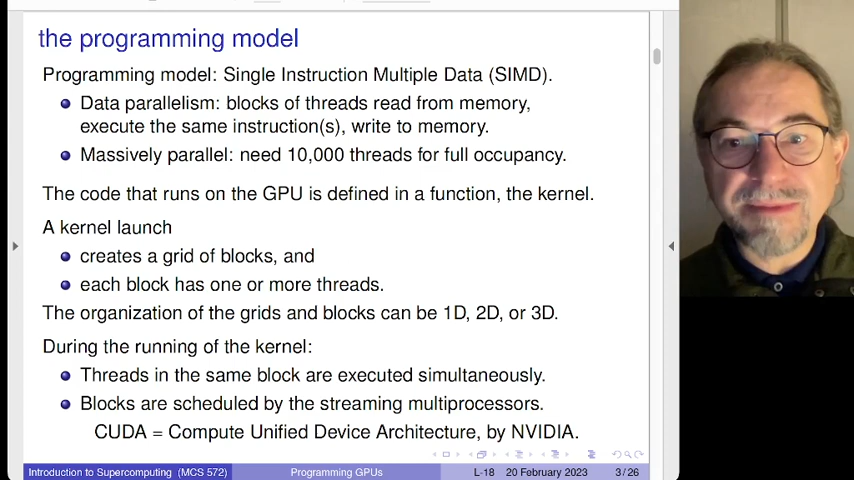 the programming model
Programming model: Single Instruction Multiple Data (SIMD).
Data parallelism: blocks of threads read from memory,
execute the same instruction(s), write to memory.
Massively parallel: need 10,000 threads for full occupancy.
The code that runs on the GPU is defined in a function, the kernel.
A kernel launch
creates a grid of blocks, and
each block has one or more threads.
The organization of the grids and blocks can be 1D, 2D, or 3D.
During the running of the kernel:
Threads in the same block are executed simultaneously.
Blocks are scheduled by the streaming multiprocessors.
CUDA = Compute Unified Device Architecture, by NVIDIA.
Introduction to Supercomputing (MCS 572) Programming GPUs L-18 20 February 2023 3 / 26